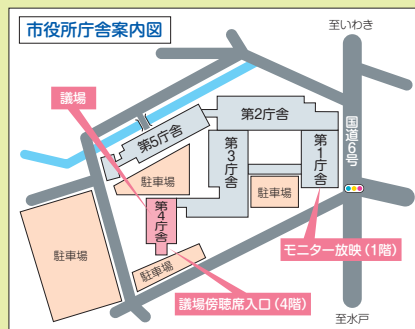 市役所庁舎案内図
至いわき
議場
第2庁舎
第5庁舎
国道6号
第3庁舎
第1庁舎
駐車場
駐車場
第4庁舎
駐車場
モニター放映(1階)
駐車場
議場傍聴席入口(4階)
至水戸